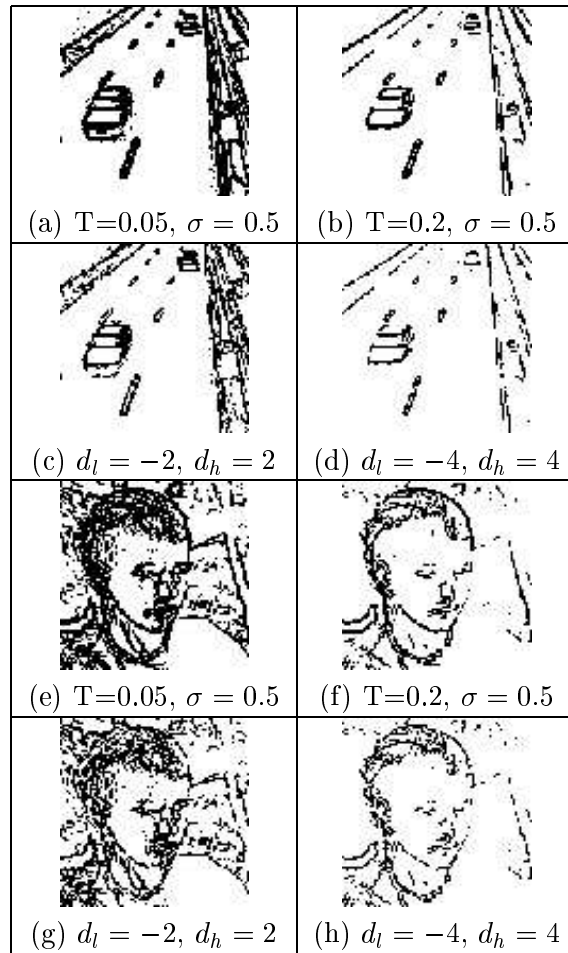 (a) T=0.05, σ = 0.5
(b) T=0.2, σ = 0.5
(c) d_l = −2, d_h = 2
(d) d_l = −4, d_h = 4
(e) T=0.05, σ = 0.5
(f) T=0.2, σ = 0.5
(g) d_l = −2, d_h = 2
(h) d_l = −4, d_h = 4